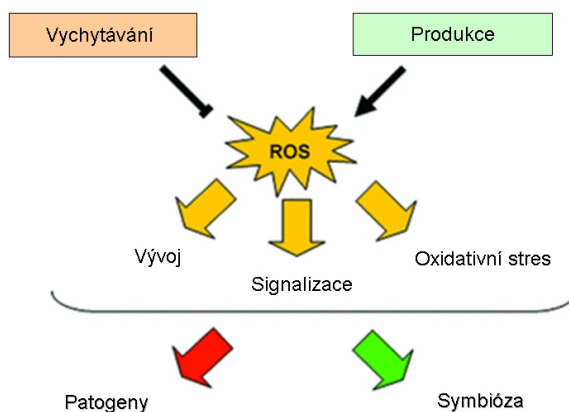 Vychytávání
Produkce
ROS
Vývoj
Signalizace
Oxidativní stres
Patogeny
Symbióza